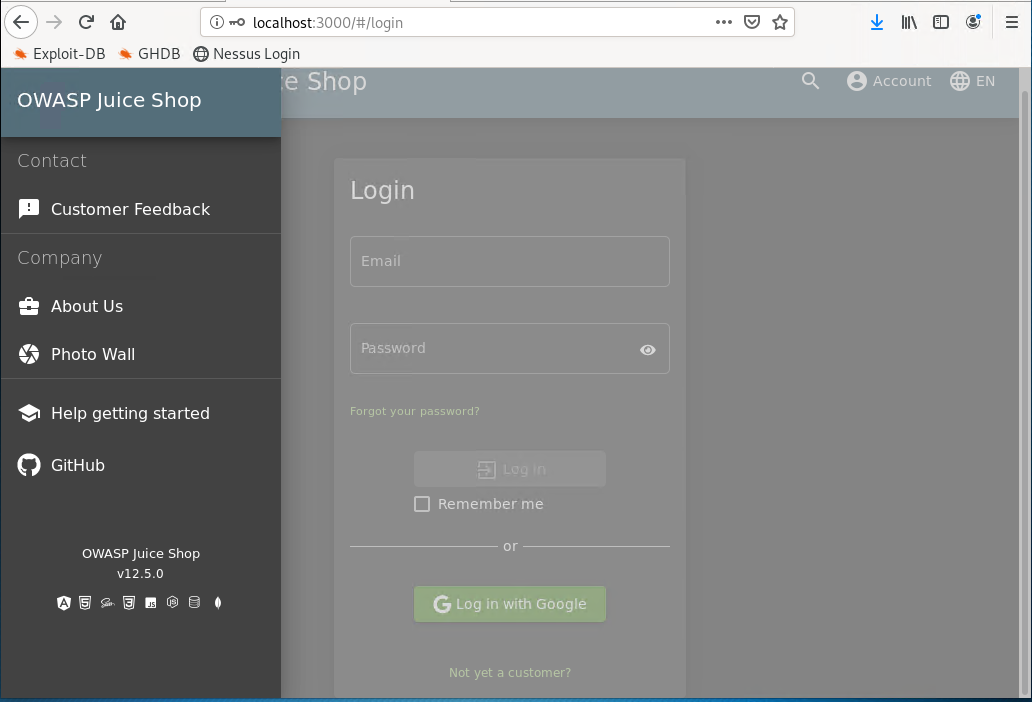 localhost:3000/#/login
Exploit-DB GHDB Nessus Login
OWASP Juice Shop
ce Shop
Account
EN
Contact
Customer Feedback
Company
About Us
Photo Wall
Help getting started
GitHub
OWASP Juice Shop
v12.5.0
Login
Email
Password
Forgot your password?
Log in
Remember me
or
Log in with Google
Not yet a customer?